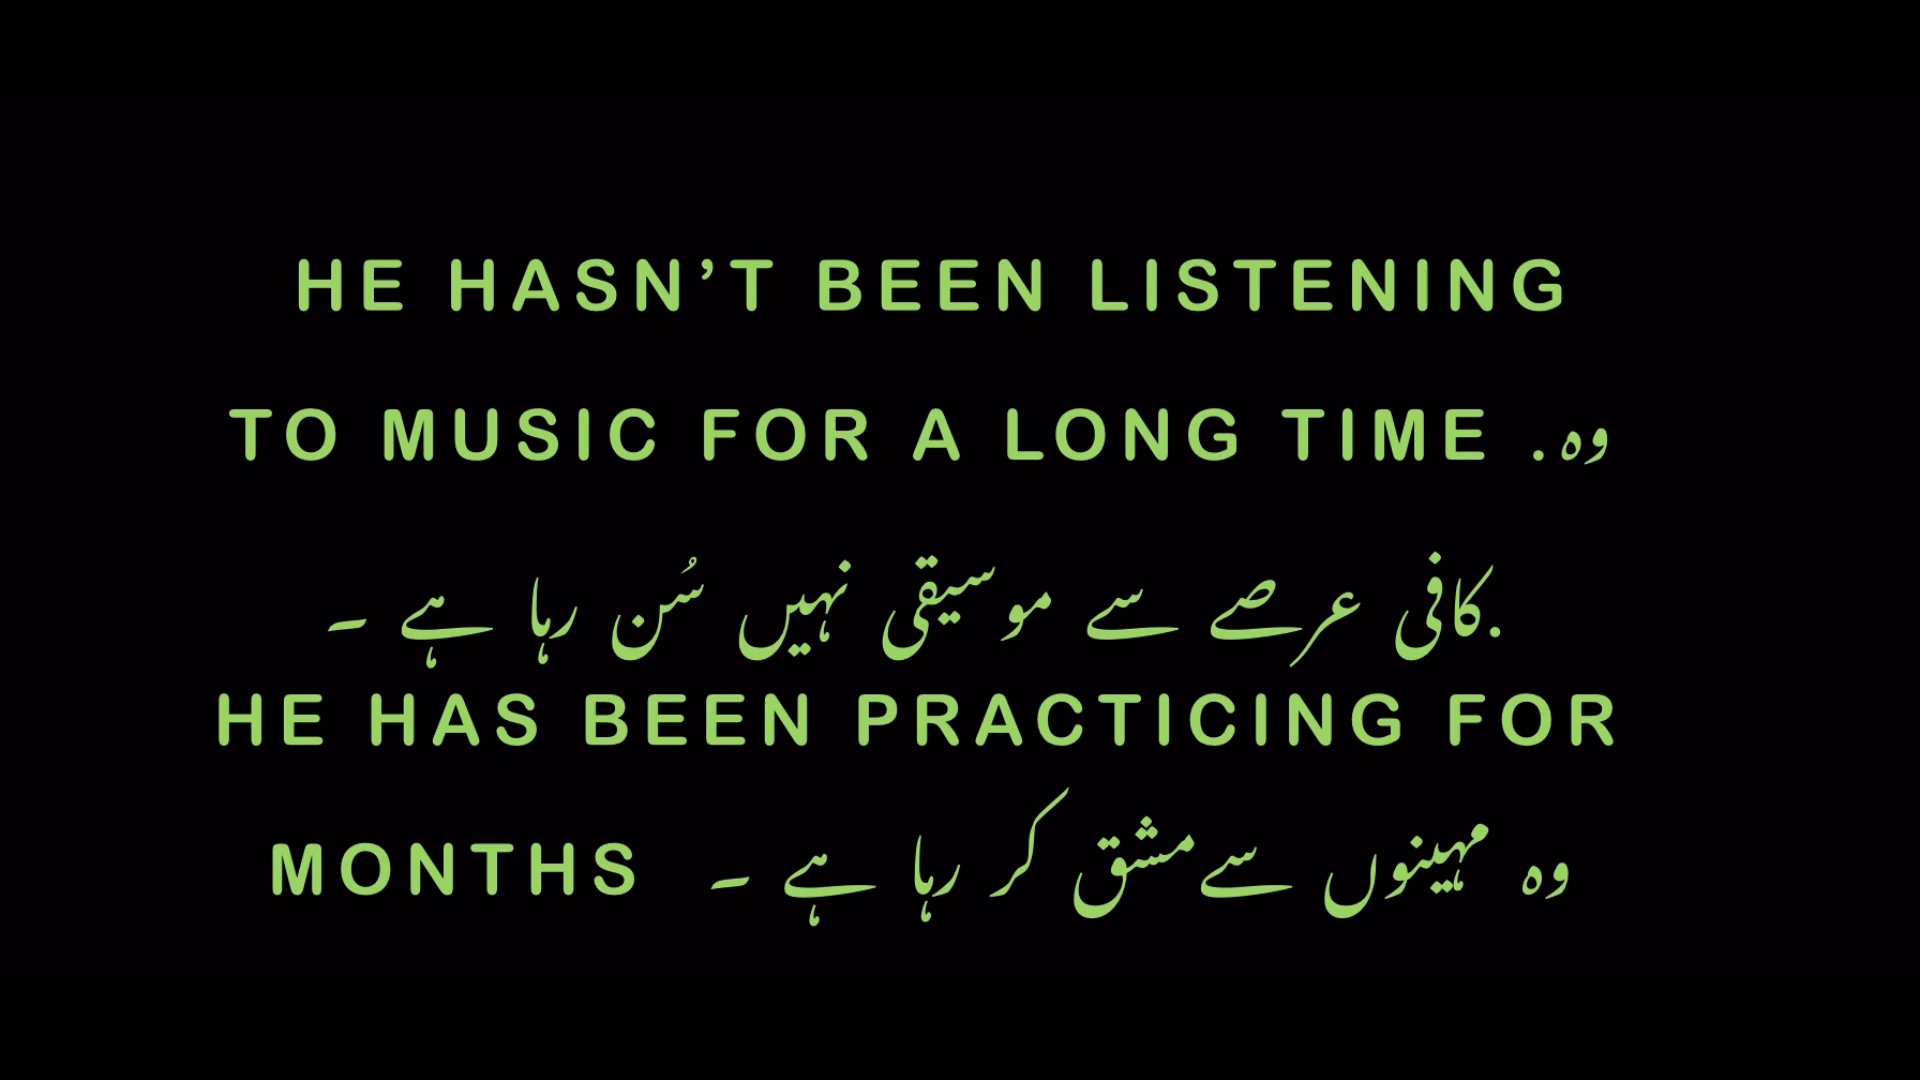 HE HASN’T BEEN LISTENING
TO MUSIC FOR A LONG TIME . وہ
.کافی عرصے سے موسیقی نہیں سُن رہا ہے ۔
HE HAS BEEN PRACTICING FOR
MONTHS وہ مہینوں سے مشق کر رہا ہے ۔